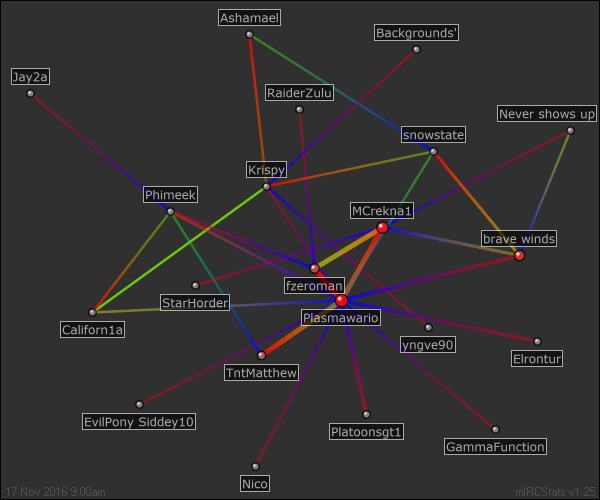 Ashamael
Backgrounds'
Jay2a
RaiderZulu
Never shows up
snowstate
Krispy
Phimeek
MCrekna1
brave winds
fzeroman
StarHorder
Plasmawario
Californ1a
yngve90
Elrontur
TntMatthew
EvilPony Siddey10
Platoonsgt1
GammaFunction
Nico
17 Nov 2016 9:00am
mIRCStats v1.25